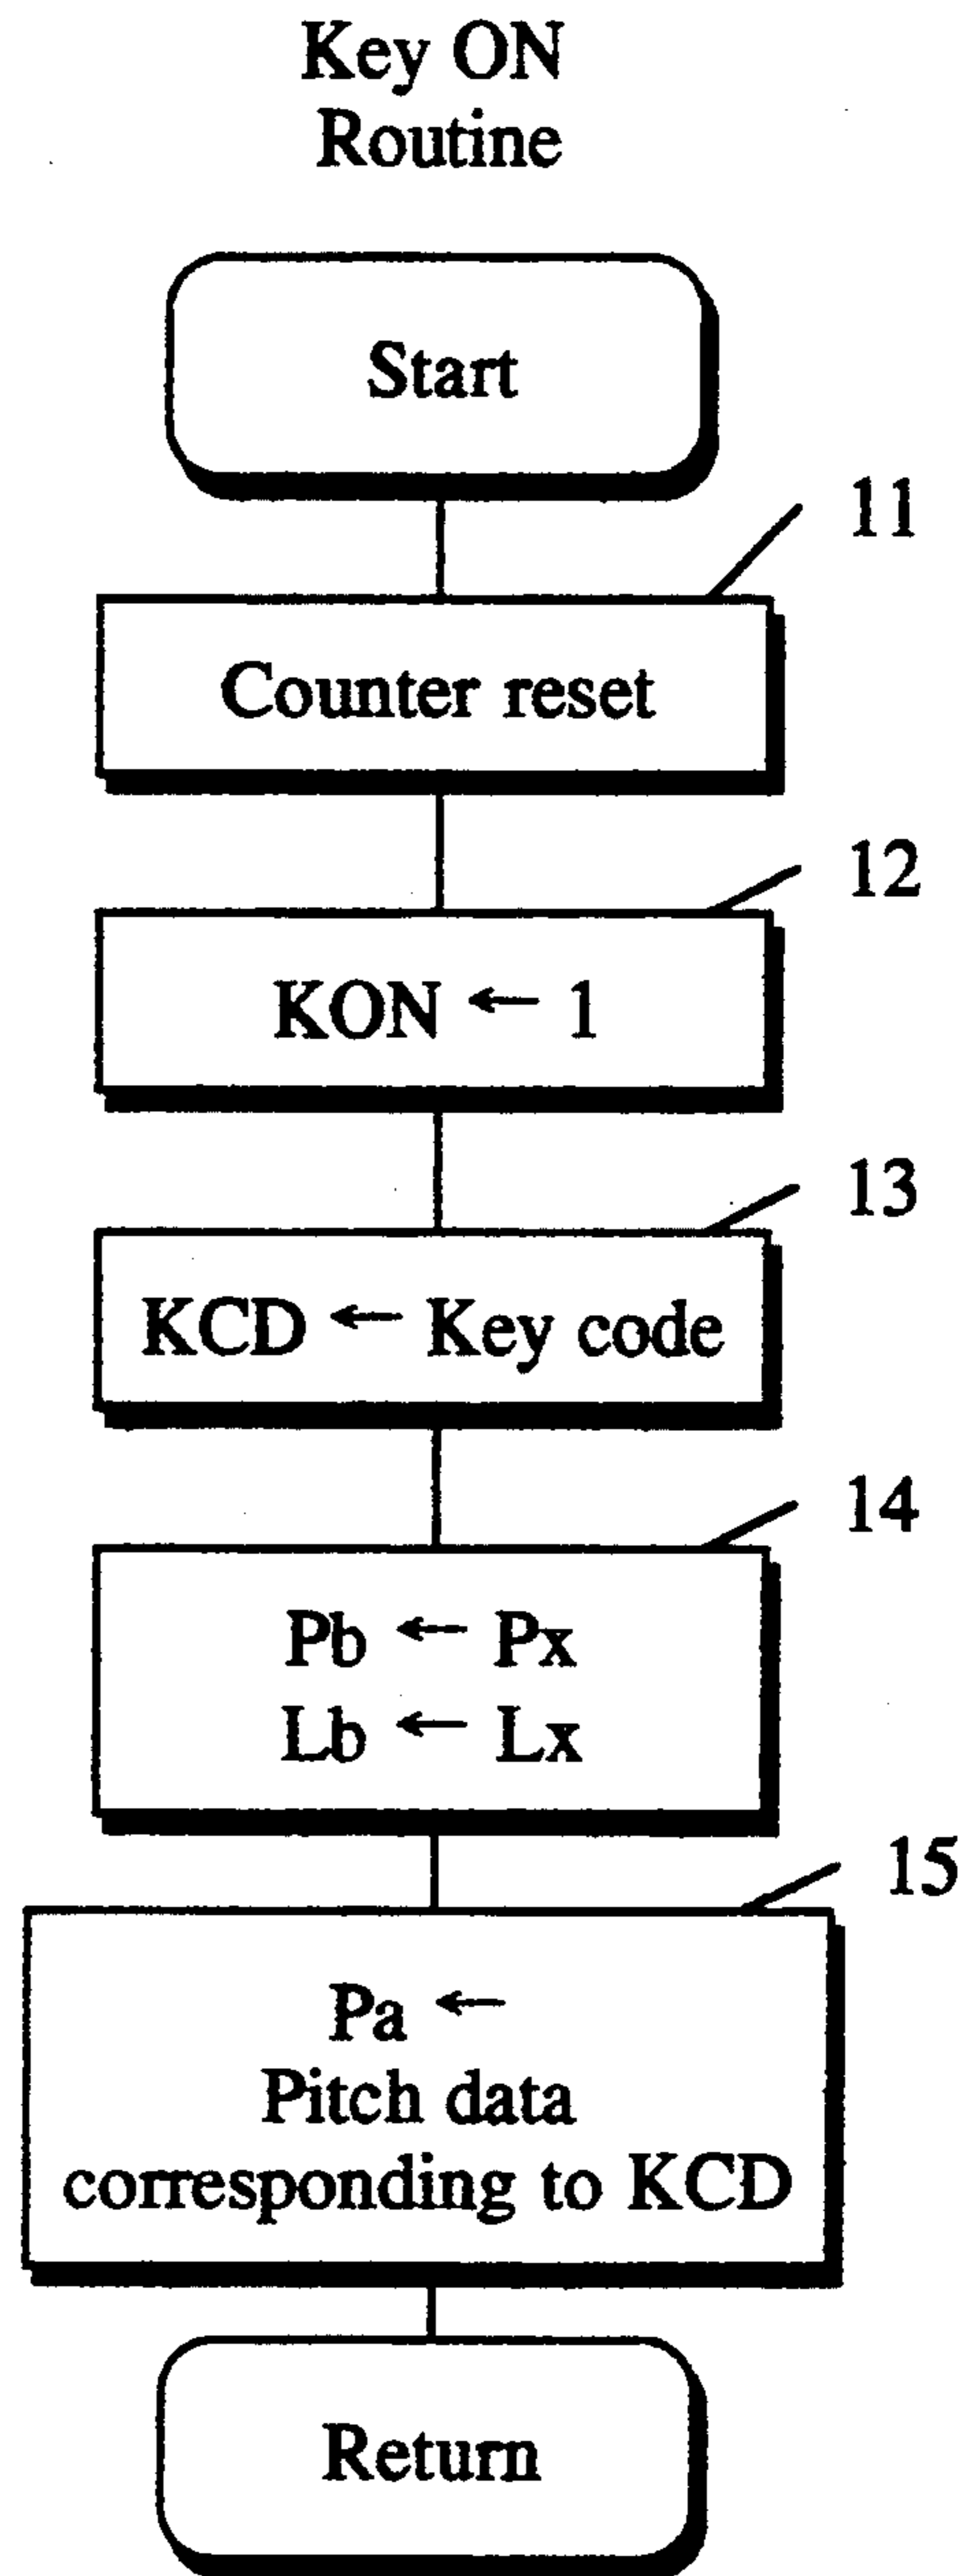 Key ON
Routine
Start
11
Counter reset
12
KON ← 1
13
KCD ← Key code
14
Pb ← Px
Lb ← Lx
15
Pa ←
Pitch data
corresponding to KCD
Return